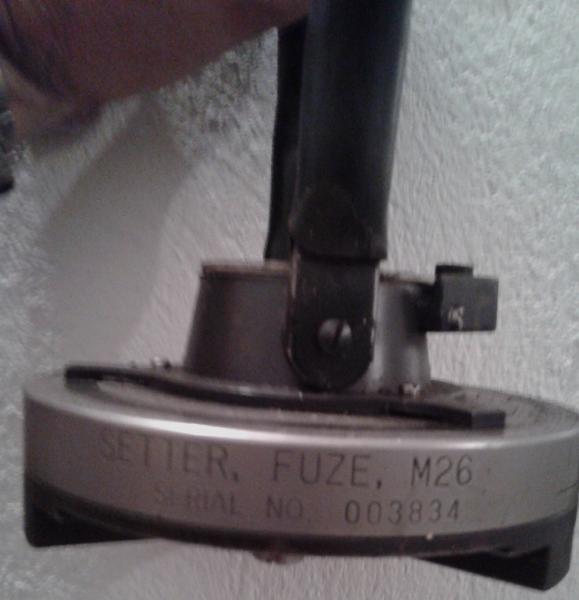 SETTER, FUZE, M26
SERIAL NO. 003834